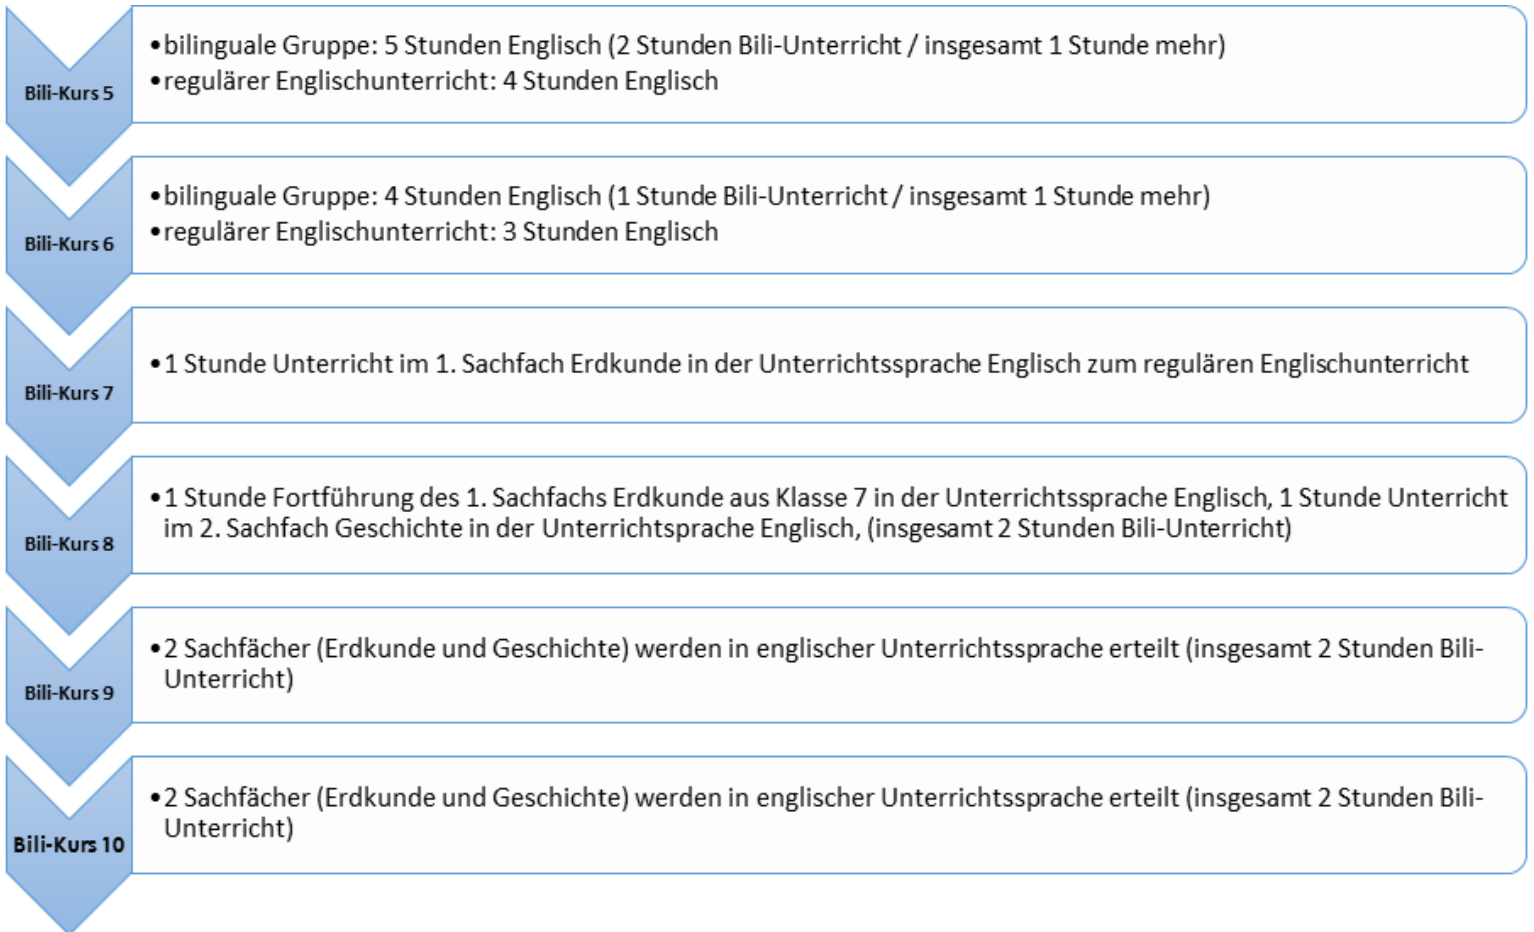 Bili-Kurs 5
•bilinguale Gruppe: 5 Stunden Englisch (2 Stunden Bili-Unterricht / insgesamt 1 Stunde mehr)
•regulärer Englischunterricht: 4 Stunden Englisch
Bili-Kurs 6
•bilinguale Gruppe: 4 Stunden Englisch (1 Stunde Bili-Unterricht / insgesamt 1 Stunde mehr)
•regulärer Englischunterricht: 3 Stunden Englisch
Bili-Kurs 7
•1 Stunde Unterricht im 1. Sachfach Erdkunde in der Unterrichtssprache Englisch zum regulären Englischunterricht
Bili-Kurs 8
•1 Stunde Fortführung des 1. Sachfachs Erdkunde aus Klasse 7 in der Unterrichtssprache Englisch, 1 Stunde Unterricht
im 2. Sachfach Geschichte in der Unterrichtsprache Englisch, (insgesamt 2 Stunden Bili-Unterricht)
Bili-Kurs 9
•2 Sachfächer (Erdkunde und Geschichte) werden in englischer Unterrichtssprache erteilt (insgesamt 2 Stunden Bili-
Unterricht)
Bili-Kurs 10
•2 Sachfächer (Erdkunde und Geschichte) werden in englischer Unterrichtssprache erteilt (insgesamt 2 Stunden Bili-
Unterricht)